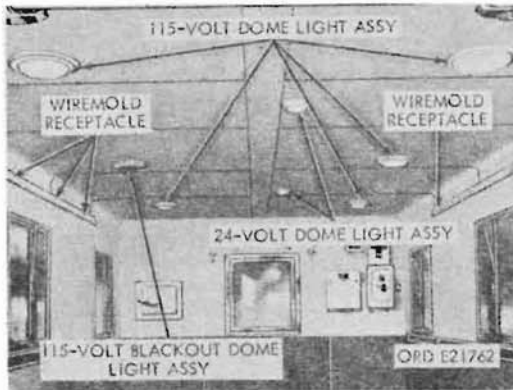 115-VOLT DOME LIGHT ASSY
WIREMOLD
RECEPTACLE
WIREMOLD
RECEPTACLE
24-VOLT DOME LIGHT ASSY
115-VOLT BLACKOUT DOME
LIGHT ASSY
ORD E21762